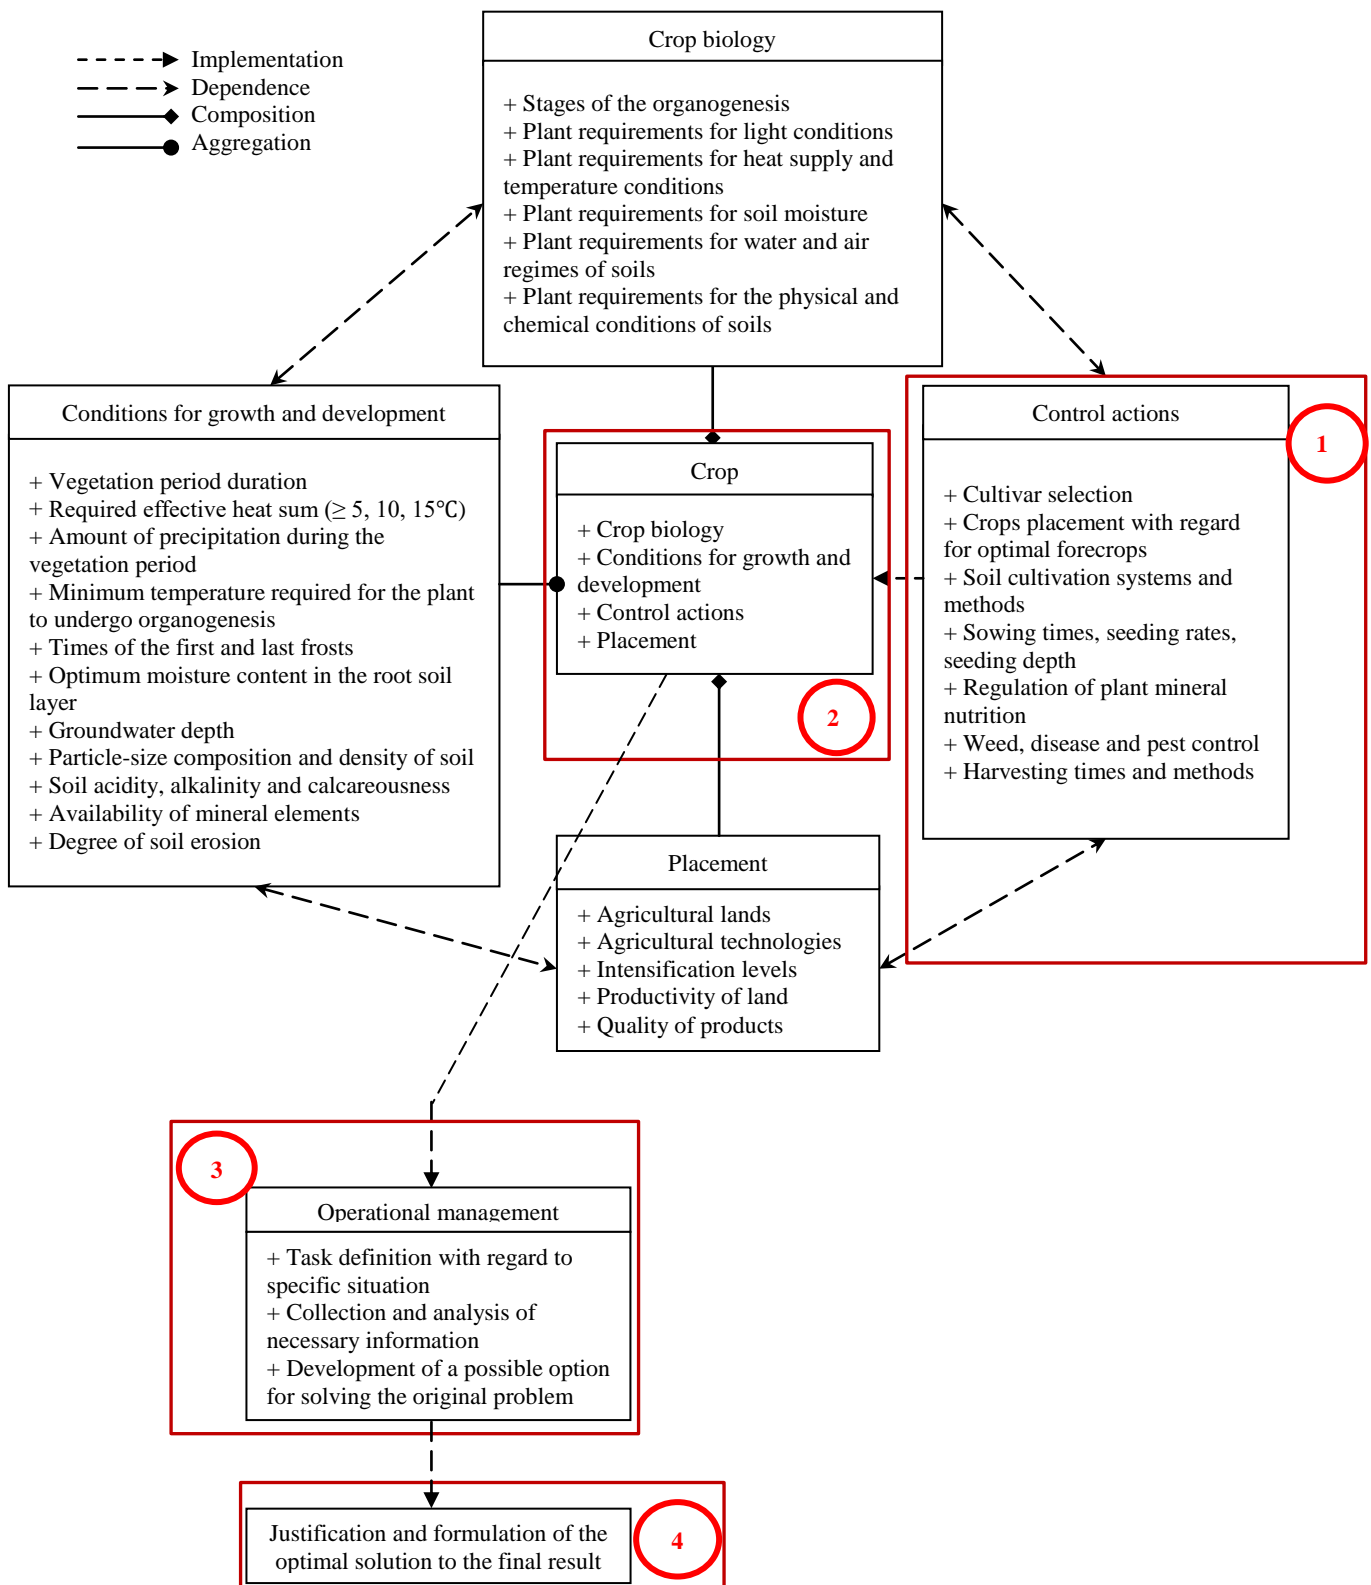 Implementation
Dependence
Composition
Aggregation
Crop biology
+ Stages of the organogenesis
+ Plant requirements for light conditions
+ Plant requirements for heat supply and
temperature conditions
+ Plant requirements for soil moisture
+ Plant requirements for water and air
regimes of soils
+ Plant requirements for the physical and
chemical conditions of soils
Conditions for growth and development
+ Vegetation period duration
+ Required effective heat sum (≥ 5, 10, 15℃)
+ Amount of precipitation during the
vegetation period
+ Minimum temperature required for the plant
to undergo organogenesis
+ Times of the first and last frosts
+ Optimum moisture content in the root soil
layer
+ Groundwater depth
+ Particle-size composition and density of soil
+ Soil acidity, alkalinity and calcareousness
+ Availability of mineral elements
+ Degree of soil erosion
Crop
+ Crop biology
+ Conditions for growth and
development
+ Control actions
+ Placement
2
Control actions
1
+ Cultivar selection
+ Crops placement with regard
for optimal forecrops
+ Soil cultivation systems and
methods
+ Sowing times, seeding rates,
seeding depth
+ Regulation of plant mineral
nutrition
+ Weed, disease and pest control
+ Harvesting times and methods
Placement
+ Agricultural lands
+ Agricultural technologies
+ Intensification levels
+ Productivity of land
+ Quality of products
3
Operational management
+ Task definition with regard to
specific situation
+ Collection and analysis of
necessary information
+ Development of a possible option
for solving the original problem
Justification and formulation of the
optimal solution to the final result
4